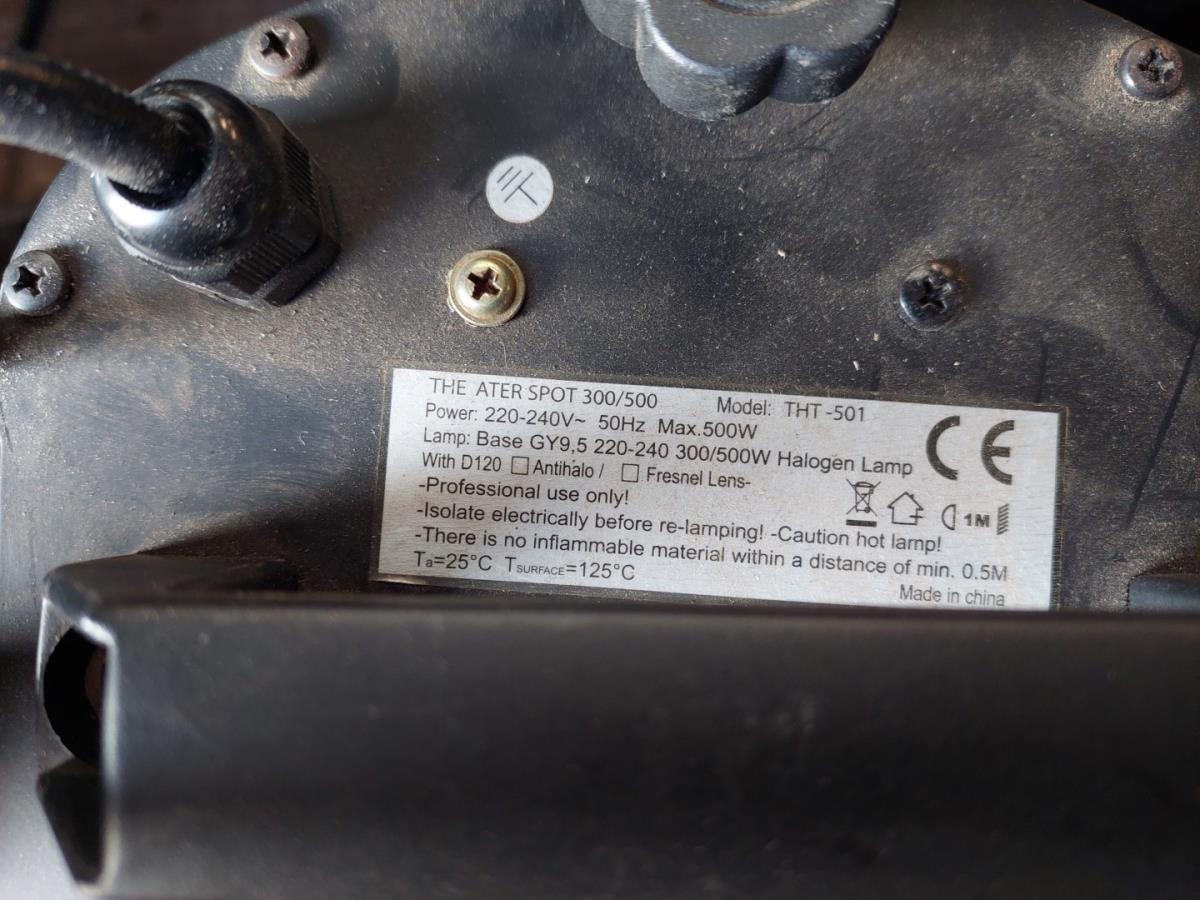 THE ATER SPOT 300/500 Model: THT-501
Power: 220-240V~ 50Hz Max.500W
Lamp: Base GY9,5 220-240 300/500W Halogen Lamp
With D120 ☐ Antihalo / ☐ Fresnel Lens-
-Professional use only!
-Isolate electrically before re-lamping! -Caution hot lamp!
-There is no inflammable material within a distance of min. 0.5M
Ta=25°C TSURFACE=125°C
Made in china
CE
1M